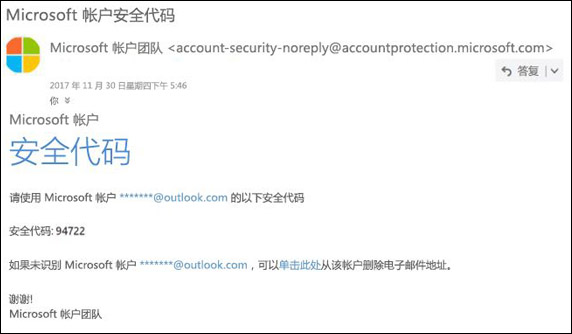 Microsoft 帐户安全代码
Microsoft 帐户团队 <account-security-noreply@accountprotection.microsoft.com>
答复
2017 年 11 月 30 日星期四下午 5:46
你
Microsoft 帐户
安全代码
请使用 Microsoft 帐户 *******@outlook.com 的以下安全代码
安全代码: 94722
如果未识别 Microsoft 帐户 *******@outlook.com，可以单击此处从该帐户删除电子邮件地址。
谢谢!
Microsoft 帐户团队